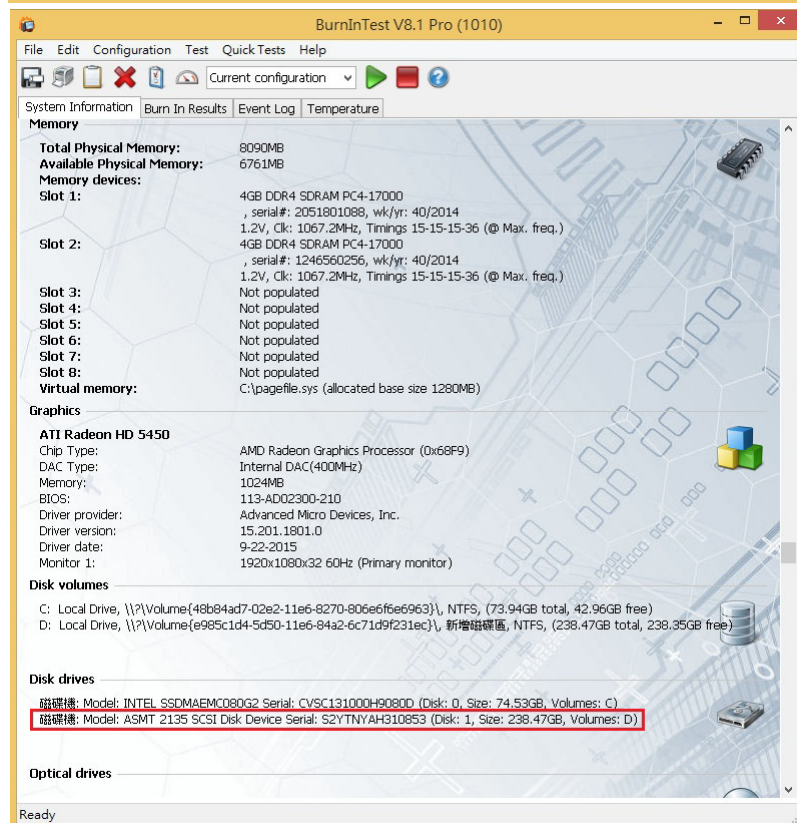 BurnInTest V8.1 Pro (1010)
File Edit Configuration Test Quick Tests Help
Current configuration
System Information Burn In Results Event Log Temperature
Memory
Total Physical Memory: 8090MB
Available Physical Memory: 6761MB
Memory devices:
Slot 1: 4GB DDR4 SDRAM PC4-17000
, serial#: 2051801088, wk/yr: 40/2014
1.2V, Clk: 1067.2MHz, Timings 15-15-15-36 (@ Max. freq.)
Slot 2: 4GB DDR4 SDRAM PC4-17000
, serial#: 1246560256, wk/yr: 40/2014
1.2V, Clk: 1067.2MHz, Timings 15-15-15-36 (@ Max. freq.)
Slot 3: Not populated
Slot 4: Not populated
Slot 5: Not populated
Slot 6: Not populated
Slot 7: Not populated
Slot 8: Not populated
Virtual memory: C:\pagefile.sys (allocated base size 1280MB)
Graphics
ATI Radeon HD 5450
Chip Type: AMD Radeon Graphics Processor (0x68F9)
DAC Type: Internal DAC(400MHz)
Memory: 1024MB
BIOS: 113-AD02300-210
Driver provider: Advanced Micro Devices, Inc.
Driver version: 15.201.1801.0
Driver date: 9-22-2015
Monitor 1: 1920x1080x32 60Hz (Primary monitor)
Disk volumes
C: Local Drive, \\?\Volume{48b84ad7-02e2-11e6-8270-806e6f6e6963}\, NTFS, (73.94GB total, 42.96GB free)
D: Local Drive, \\?\Volume{e985c1d4-5d50-11e6-84a2-6c71d9f231ec}\, 新增磁碟區, NTFS, (238.47GB total, 238.35GB free)
Disk drives
磁碟機: Model: INTEL SSDMAEMC080G2 Serial: CVSC131000H9080D (Disk: 0, Size: 74.53GB, Volumes: C)
磁碟機: Model: ASMT 2135 SCSI Disk Device Serial: S2YTNYAH310853 (Disk: 1, Size: 238.47GB, Volumes: D)
Optical drives
Ready